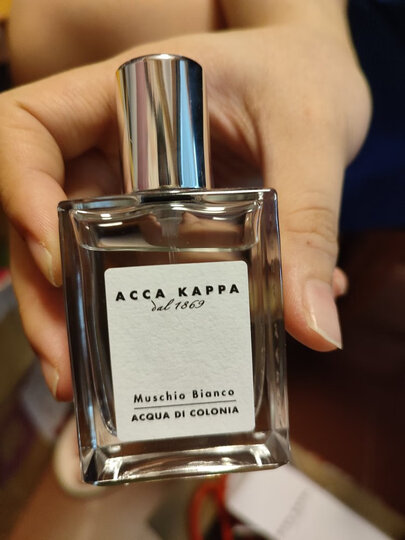 ACCA KAPPA
dal 1869
Muschio Bianco
ACQUA DI COLONIA